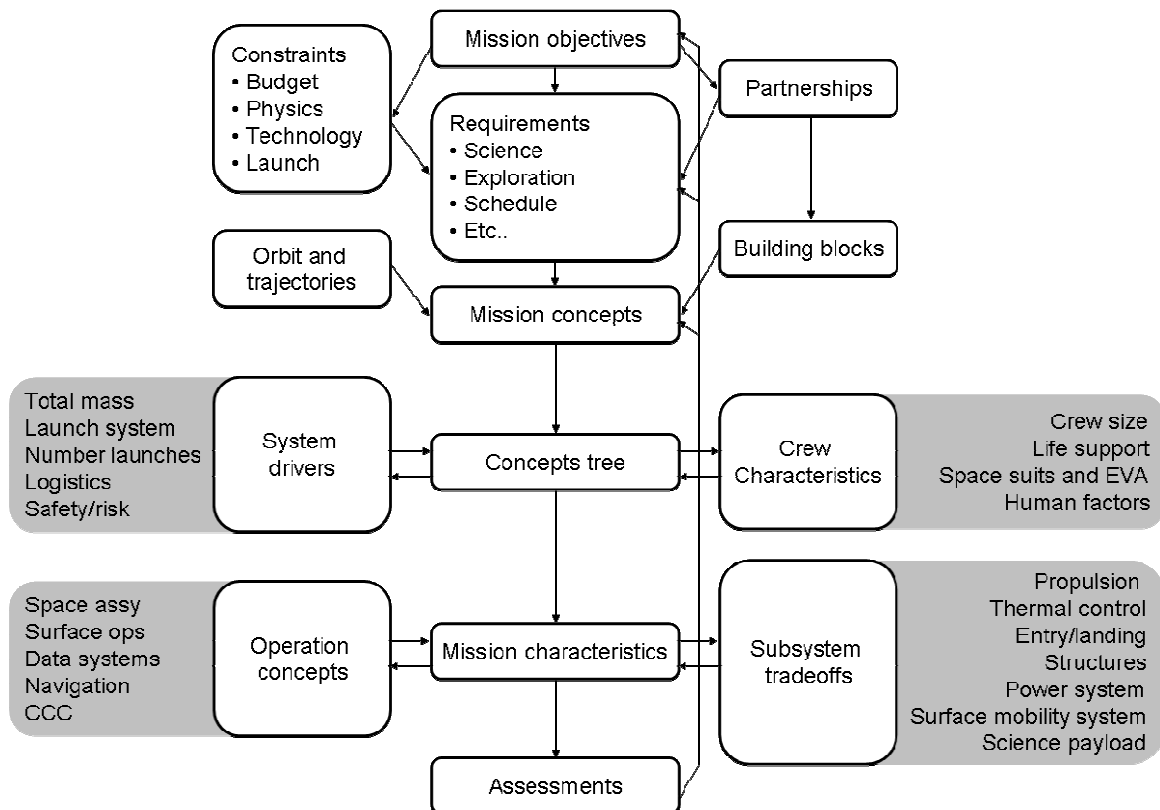 Mission objectives
Constraints
• Budget
• Physics
• Technology
• Launch
Partnerships
Requirements
• Science
• Exploration
• Schedule
• Etc..
Orbit and
trajectories
Building blocks
Mission concepts
Total mass
Launch system
Number launches
Logistics
Safety/risk
System
drivers
Concepts tree
Crew
Characteristics
Crew size
Life support
Space suits and EVA
Human factors
Space assy
Surface ops
Data systems
Navigation
CCC
Operation
concepts
Mission characteristics
Subsystem
tradeoffs
Propulsion
Thermal control
Entry/landing
Structures
Power system
Surface mobility system
Science payload
Assessments